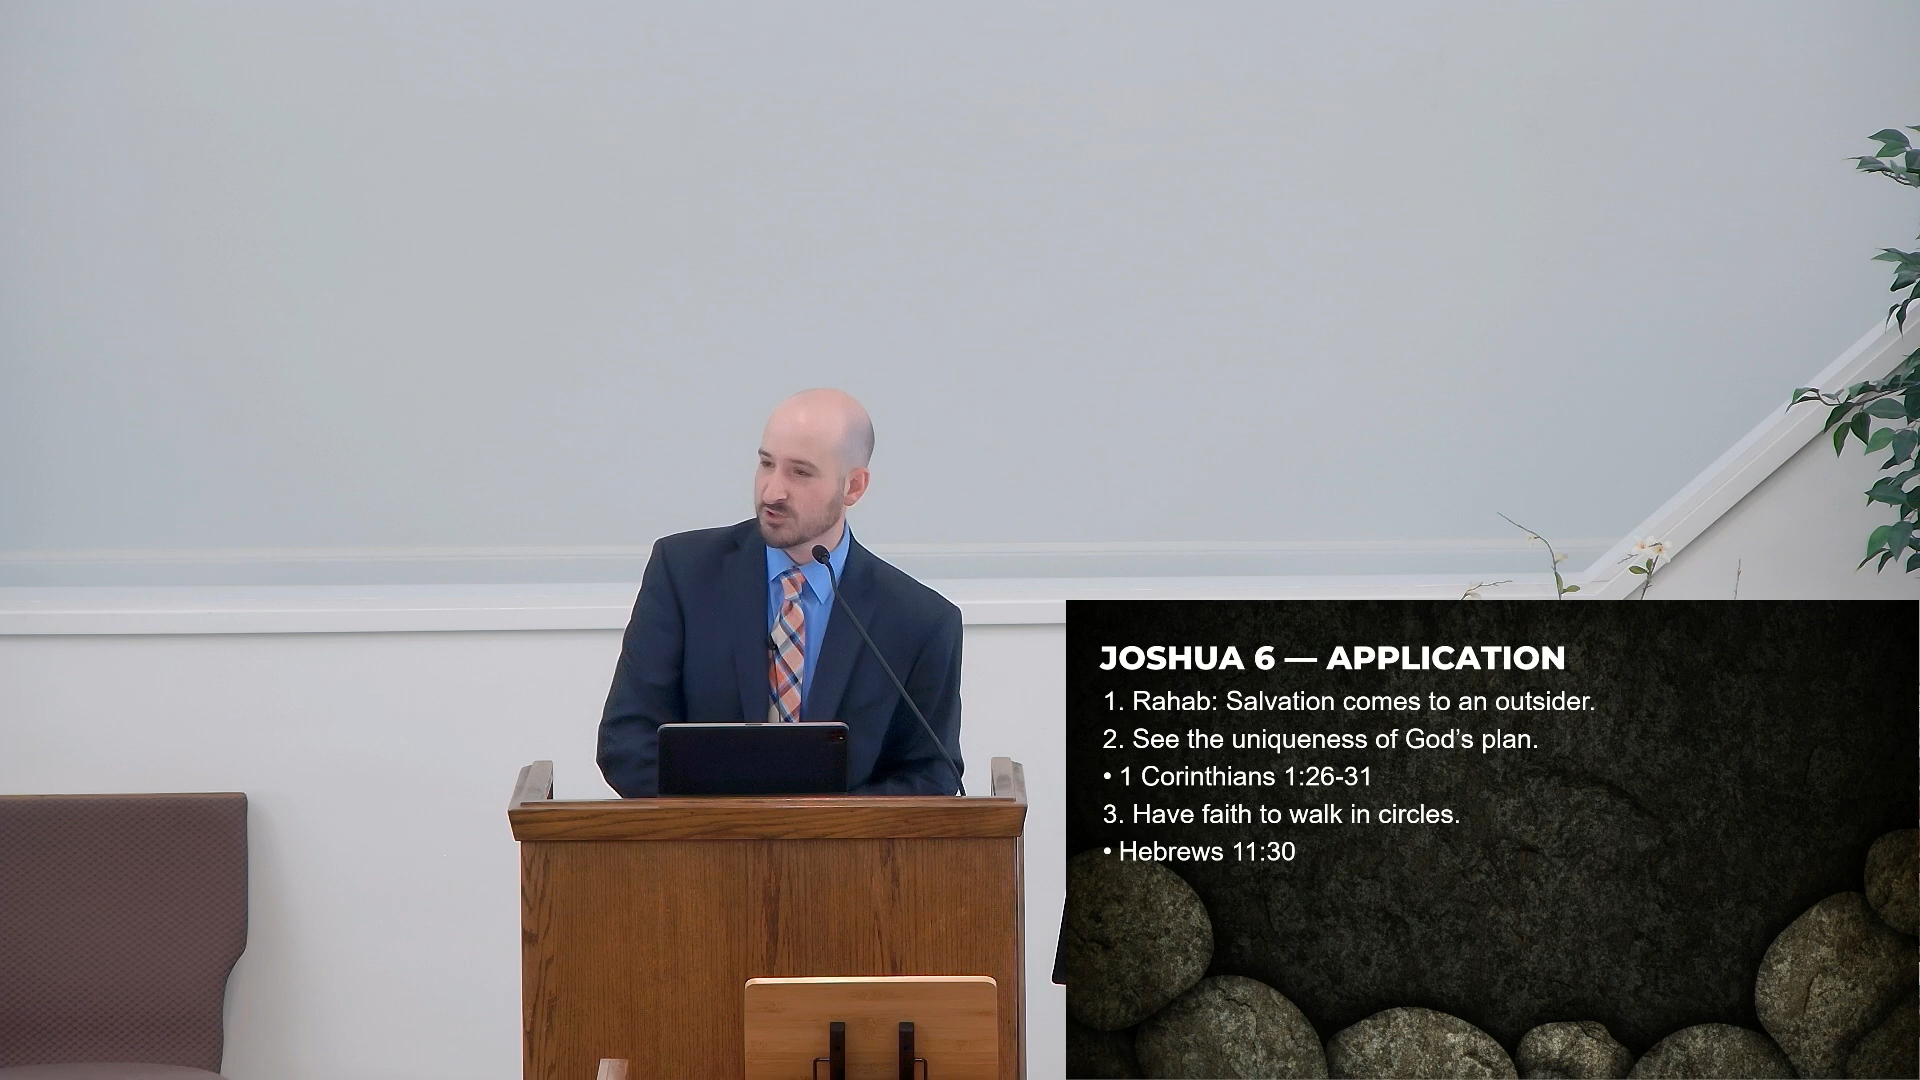 JOSHUA 6 — APPLICATION
1. Rahab: Salvation comes to an outsider.
2. See the uniqueness of God’s plan.
• 1 Corinthians 1:26-31
3. Have faith to walk in circles.
• Hebrews 11:30